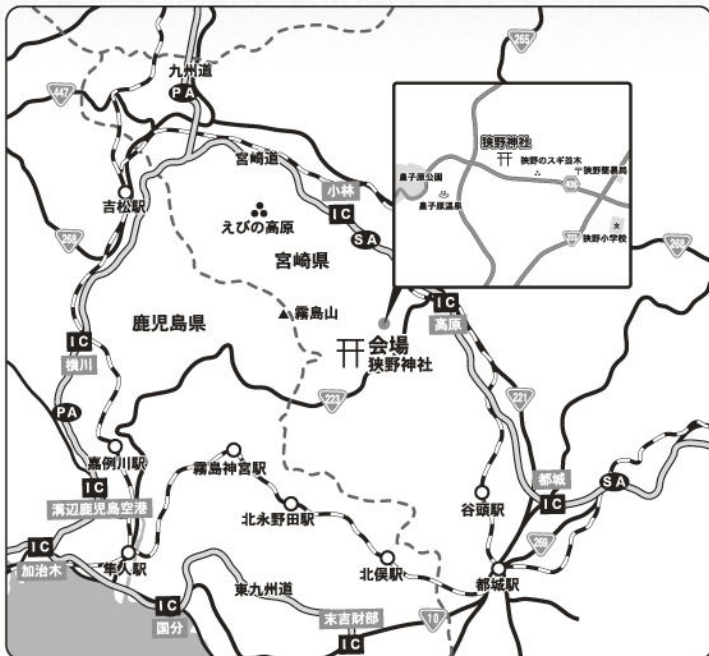 九州道
PA
447
265
宮崎道
小林
IC
SA
吉松駅
えびの高原
268
宮崎県
狭野神社
狭野のスギ並木
〒狭野簡易局
皇子原公園
皇子原温泉
狭野小学校
268
鹿児島県
霧島山
IC
高原
会場
狭野神社
IC
横川
223
221
PA
嘉例川駅
霧島神宮駅
都城
SA
IC
IC
溝辺鹿児島空港
谷頭駅
北永野田駅
IC
加治木
隼人駅
北俣駅
都城駅
東九州道
IC
国分
末吉財部
IC
10